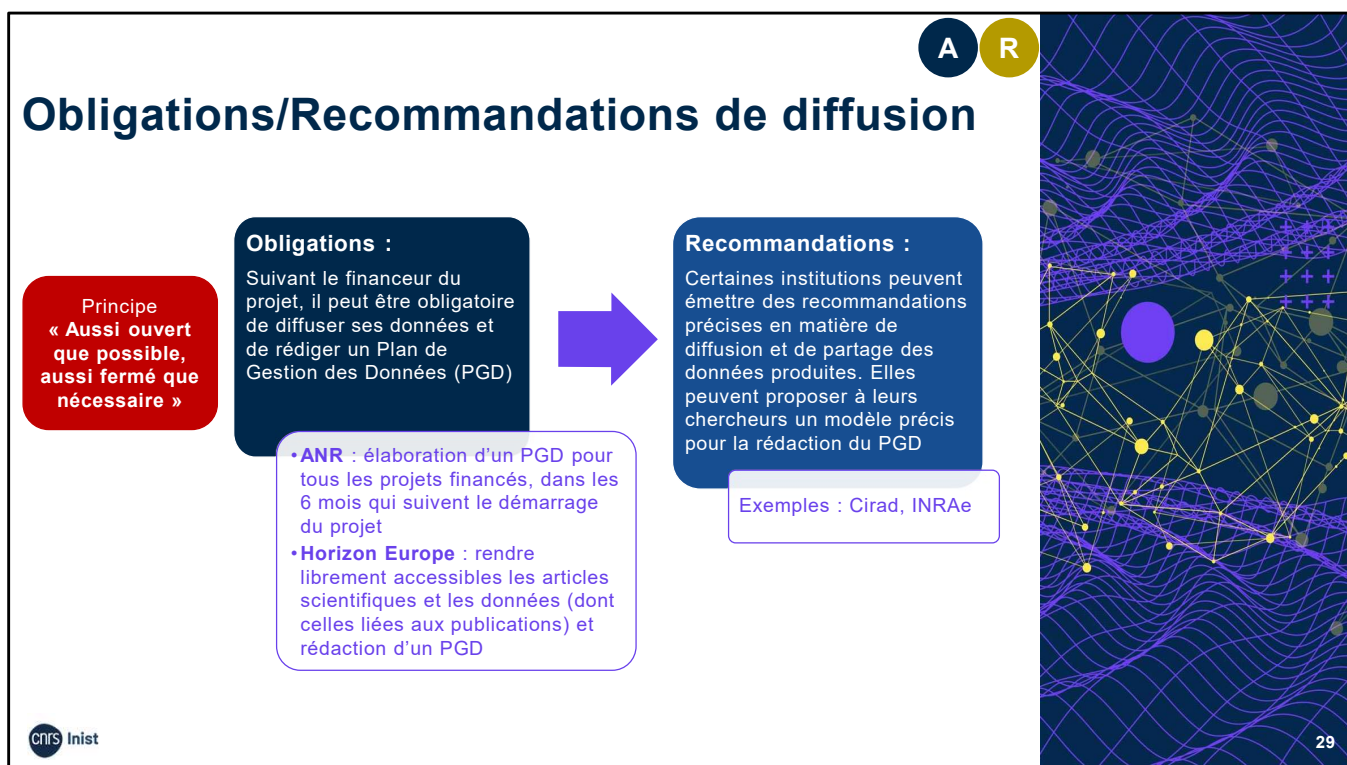 A R
Obligations/Recommandations de diffusion
Principe
« Aussi ouvert
que possible,
aussi fermé que
nécessaire »
Obligations :
Suivant le financeur du
projet, il peut être obligatoire
de diffuser ses données et
de rédiger un Plan de
Gestion des Données (PGD)
•ANR : élaboration d’un PGD pour
tous les projets financés, dans les
6 mois qui suivent le démarrage
du projet
•Horizon Europe : rendre
librement accessibles les articles
scientifiques et les données (dont
celles liées aux publications) et
rédaction d’un PGD
Recommandations :
Certaines institutions peuvent
émettre des recommandations
précises en matière de
diffusion et de partage des
données produites. Elles
peuvent proposer à leurs
chercheurs un modèle précis
pour la rédaction du PGD
Exemples : Cirad, INRAe
cnrs Inist
29